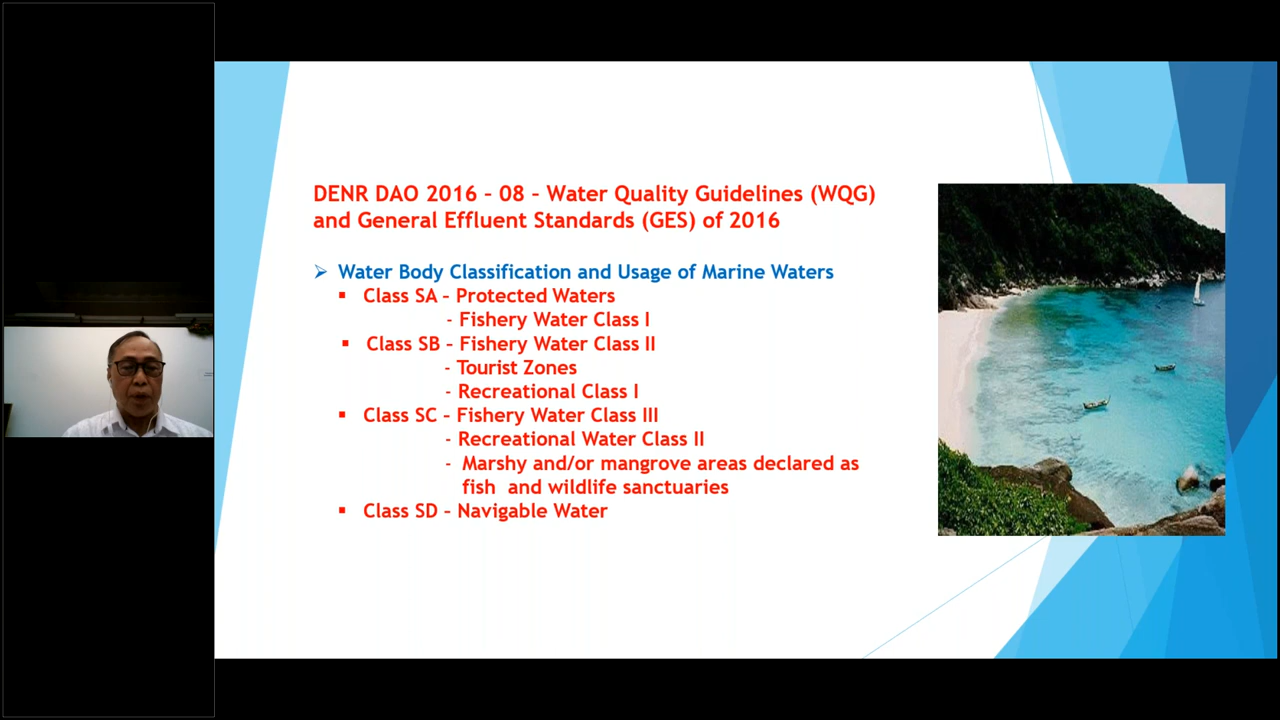 DENR DAO 2016 – 08 – Water Quality Guidelines (WQG)
and General Effluent Standards (GES) of 2016
➢ Water Body Classification and Usage of Marine Waters
▪ Class SA – Protected Waters
- Fishery Water Class I
▪ Class SB – Fishery Water Class II
- Tourist Zones
- Recreational Class I
▪ Class SC – Fishery Water Class III
- Recreational Water Class II
- Marshy and/or mangrove areas declared as
fish and wildlife sanctuaries
▪ Class SD – Navigable Water